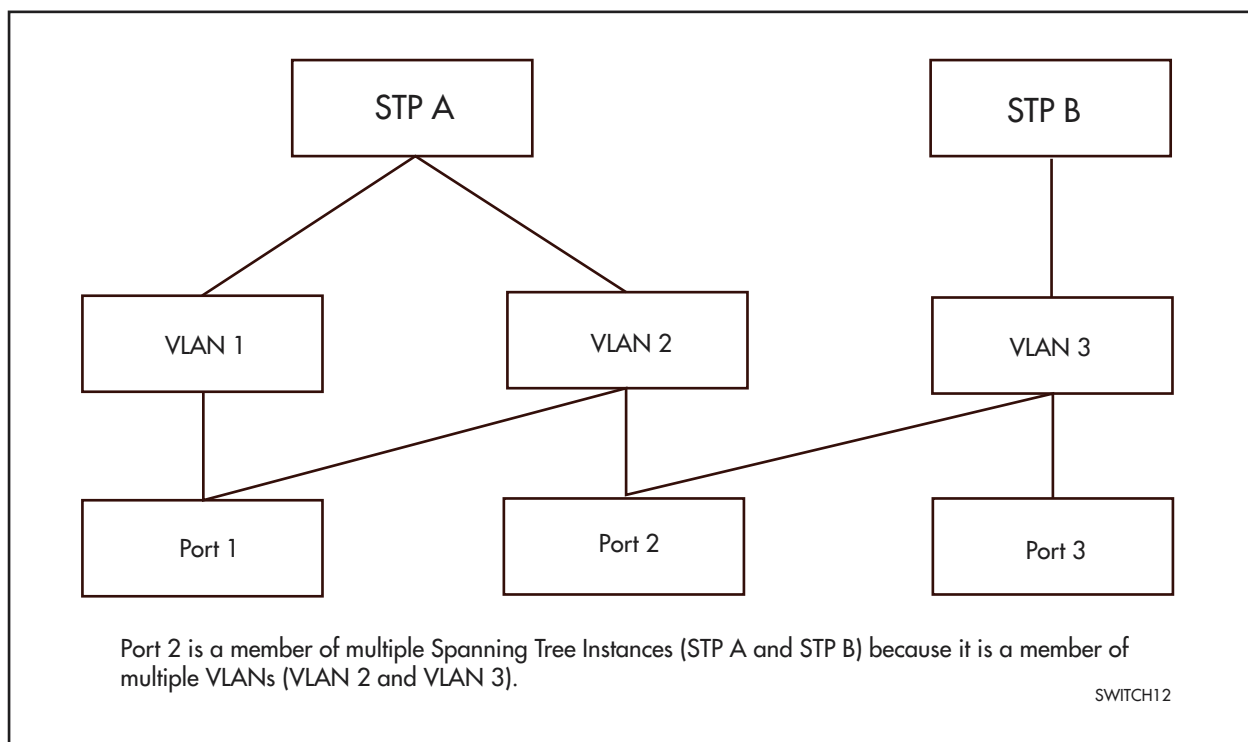 STP A
STP B
VLAN 1
VLAN 2
VLAN 3
Port 1
Port 2
Port 3
Port 2 is a member of multiple Spanning Tree Instances (STP A and STP B) because it is a member of
multiple VLANs (VLAN 2 and VLAN 3).
SWITCH12